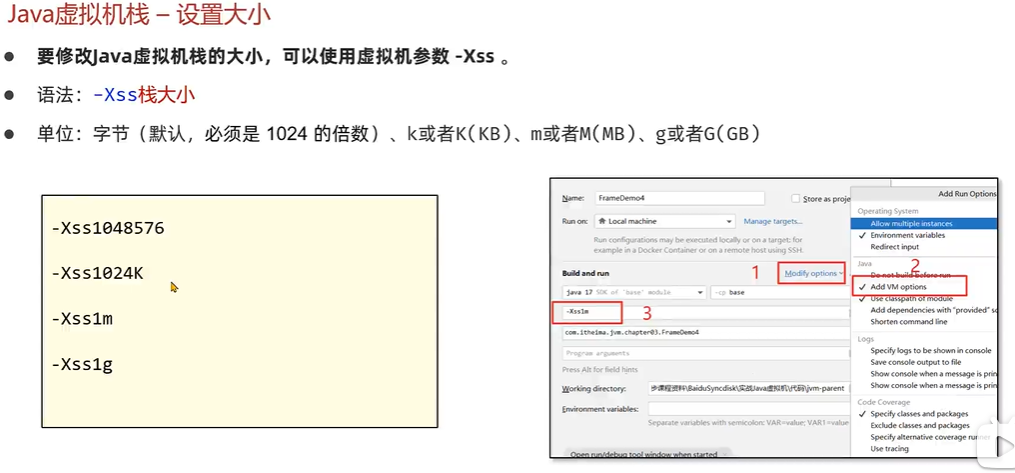 Java虚拟机栈 – 设置大小
要修改Java虚拟机栈的大小，可以使用虚拟机参数 -Xss 。
语法：-Xss栈大小
单位：字节（默认，必须是 1024 的倍数）、k或者K(KB)、m或者M(MB)、g或者G(GB)
-Xss1048576
-Xss1024K
-Xss1m
-Xss1g
Name: FrameDemo4
Store as proje
Run on: Local machine
Manage targets...
Run configurations may be executed locally or on a target: for
example in a Docker Container or on a remote host using SSH.
Build and run
1
Modify options
java 17 SDK of 'base' module
-cp base
-Xss1m
3
com.itheima.jvm.chapter03.FrameDemo4
Program arguments
Press Alt for field hints
Working directory: 步课程资料\BaiduSyncdisk\实战Java虚拟机\代码\jvm-parent
Environment variables:
Separate variables with semicolon: VAR=value; VAR1=value
Open run/debug tool window when started
Add Run Options
Operating System
Allow multiple instances
Environment variables
Redirect input
Java
2
Do not build before run
Add VM options
Use classpath of module
Add dependencies with "provided" sc
Shorten command line
Logs
Specify logs to be shown in console
Save console output to file
Show console when a message is prin
Show console when a message is prin
Code Coverage
Specify classes and packages
Exclude classes and packages
Specify alternative coverage runner
Use tracing